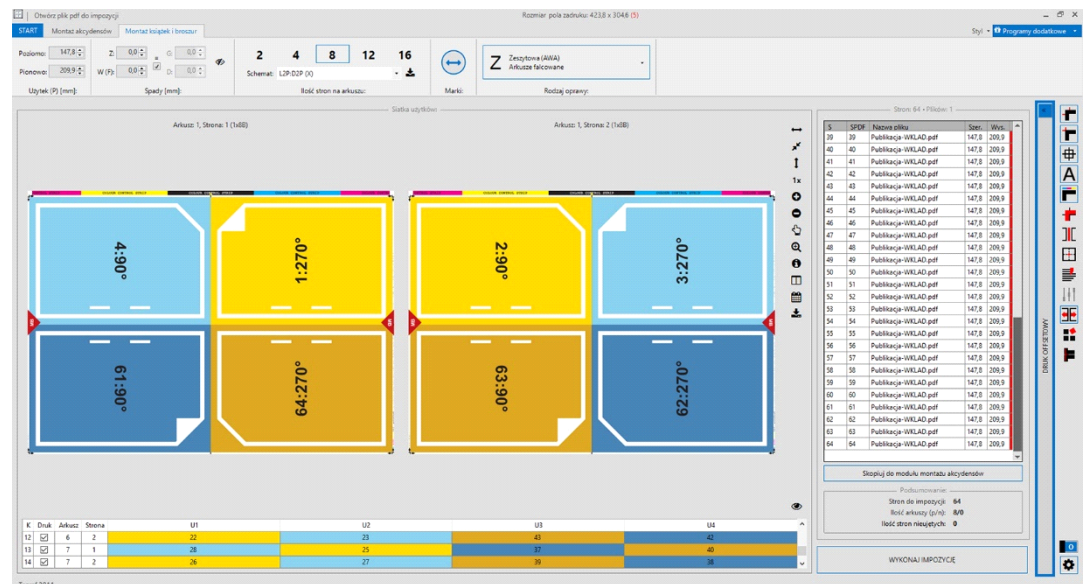 Otwórz plik pdf do impozycji
Rozmiar pola zadruku: 423,8 x 304,6 (5)
START Montaż akcydensów Montaż książek i broszur
Styl Programy dodatkowe
Poziomo: 147,8 Z: 0,0 G: 0,0
Pionowo: 209,9 W (F): 0,0 D: 0,0
2 4 8 12 16
Schemat: L2P:D2P (X)
Z Zeszytowa (AWA)
Arkusze falcowane
Użytek (P) [mm]: Spady [mm]: Ilość stron na arkuszu: Marki: Rodzaj oprawy:
Siatka użytków
Arkusz: 1, Strona: 1 (1x8B)
Arkusz: 1, Strona: 2 (1x8B)
1x
4:90°
1:270°
2:90°
3:270°
61:90°
64:270°
63:90°
62:270°
K Druk Arkusz Strona U1 U2 U3 U4
12 6 2 22 23 43 42
13 7 1 28 25 37 40
14 7 2 26 27 39 38
Stron: 64 • Plików: 1
S SPDF Nazwa pliku Szer. Wys.
39 39 Publikacja-WKLAD.pdf 147,8 209,9
40 40 Publikacja-WKLAD.pdf 147,8 209,9
41 41 Publikacja-WKLAD.pdf 147,8 209,9
42 42 Publikacja-WKLAD.pdf 147,8 209,9
43 43 Publikacja-WKLAD.pdf 147,8 209,9
44 44 Publikacja-WKLAD.pdf 147,8 209,9
45 45 Publikacja-WKLAD.pdf 147,8 209,9
46 46 Publikacja-WKLAD.pdf 147,8 209,9
47 47 Publikacja-WKLAD.pdf 147,8 209,9
48 48 Publikacja-WKLAD.pdf 147,8 209,9
49 49 Publikacja-WKLAD.pdf 147,8 209,9
50 50 Publikacja-WKLAD.pdf 147,8 209,9
51 51 Publikacja-WKLAD.pdf 147,8 209,9
52 52 Publikacja-WKLAD.pdf 147,8 209,9
53 53 Publikacja-WKLAD.pdf 147,8 209,9
54 54 Publikacja-WKLAD.pdf 147,8 209,9
55 55 Publikacja-WKLAD.pdf 147,8 209,9
56 56 Publikacja-WKLAD.pdf 147,8 209,9
57 57 Publikacja-WKLAD.pdf 147,8 209,9
58 58 Publikacja-WKLAD.pdf 147,8 209,9
59 59 Publikacja-WKLAD.pdf 147,8 209,9
60 60 Publikacja-WKLAD.pdf 147,8 209,9
61 61 Publikacja-WKLAD.pdf 147,8 209,9
62 62 Publikacja-WKLAD.pdf 147,8 209,9
63 63 Publikacja-WKLAD.pdf 147,8 209,9
64 64 Publikacja-WKLAD.pdf 147,8 209,9
Skopiuj do modułu montażu akcydensów
Podsumowanie:
Stron do impozycji: 64
Ilość arkuszy (p/n): 8/0
Ilość stron nieujętych: 0
WYKONAJ IMPOZYCJĘ
DRUK OFFSETOWY
A